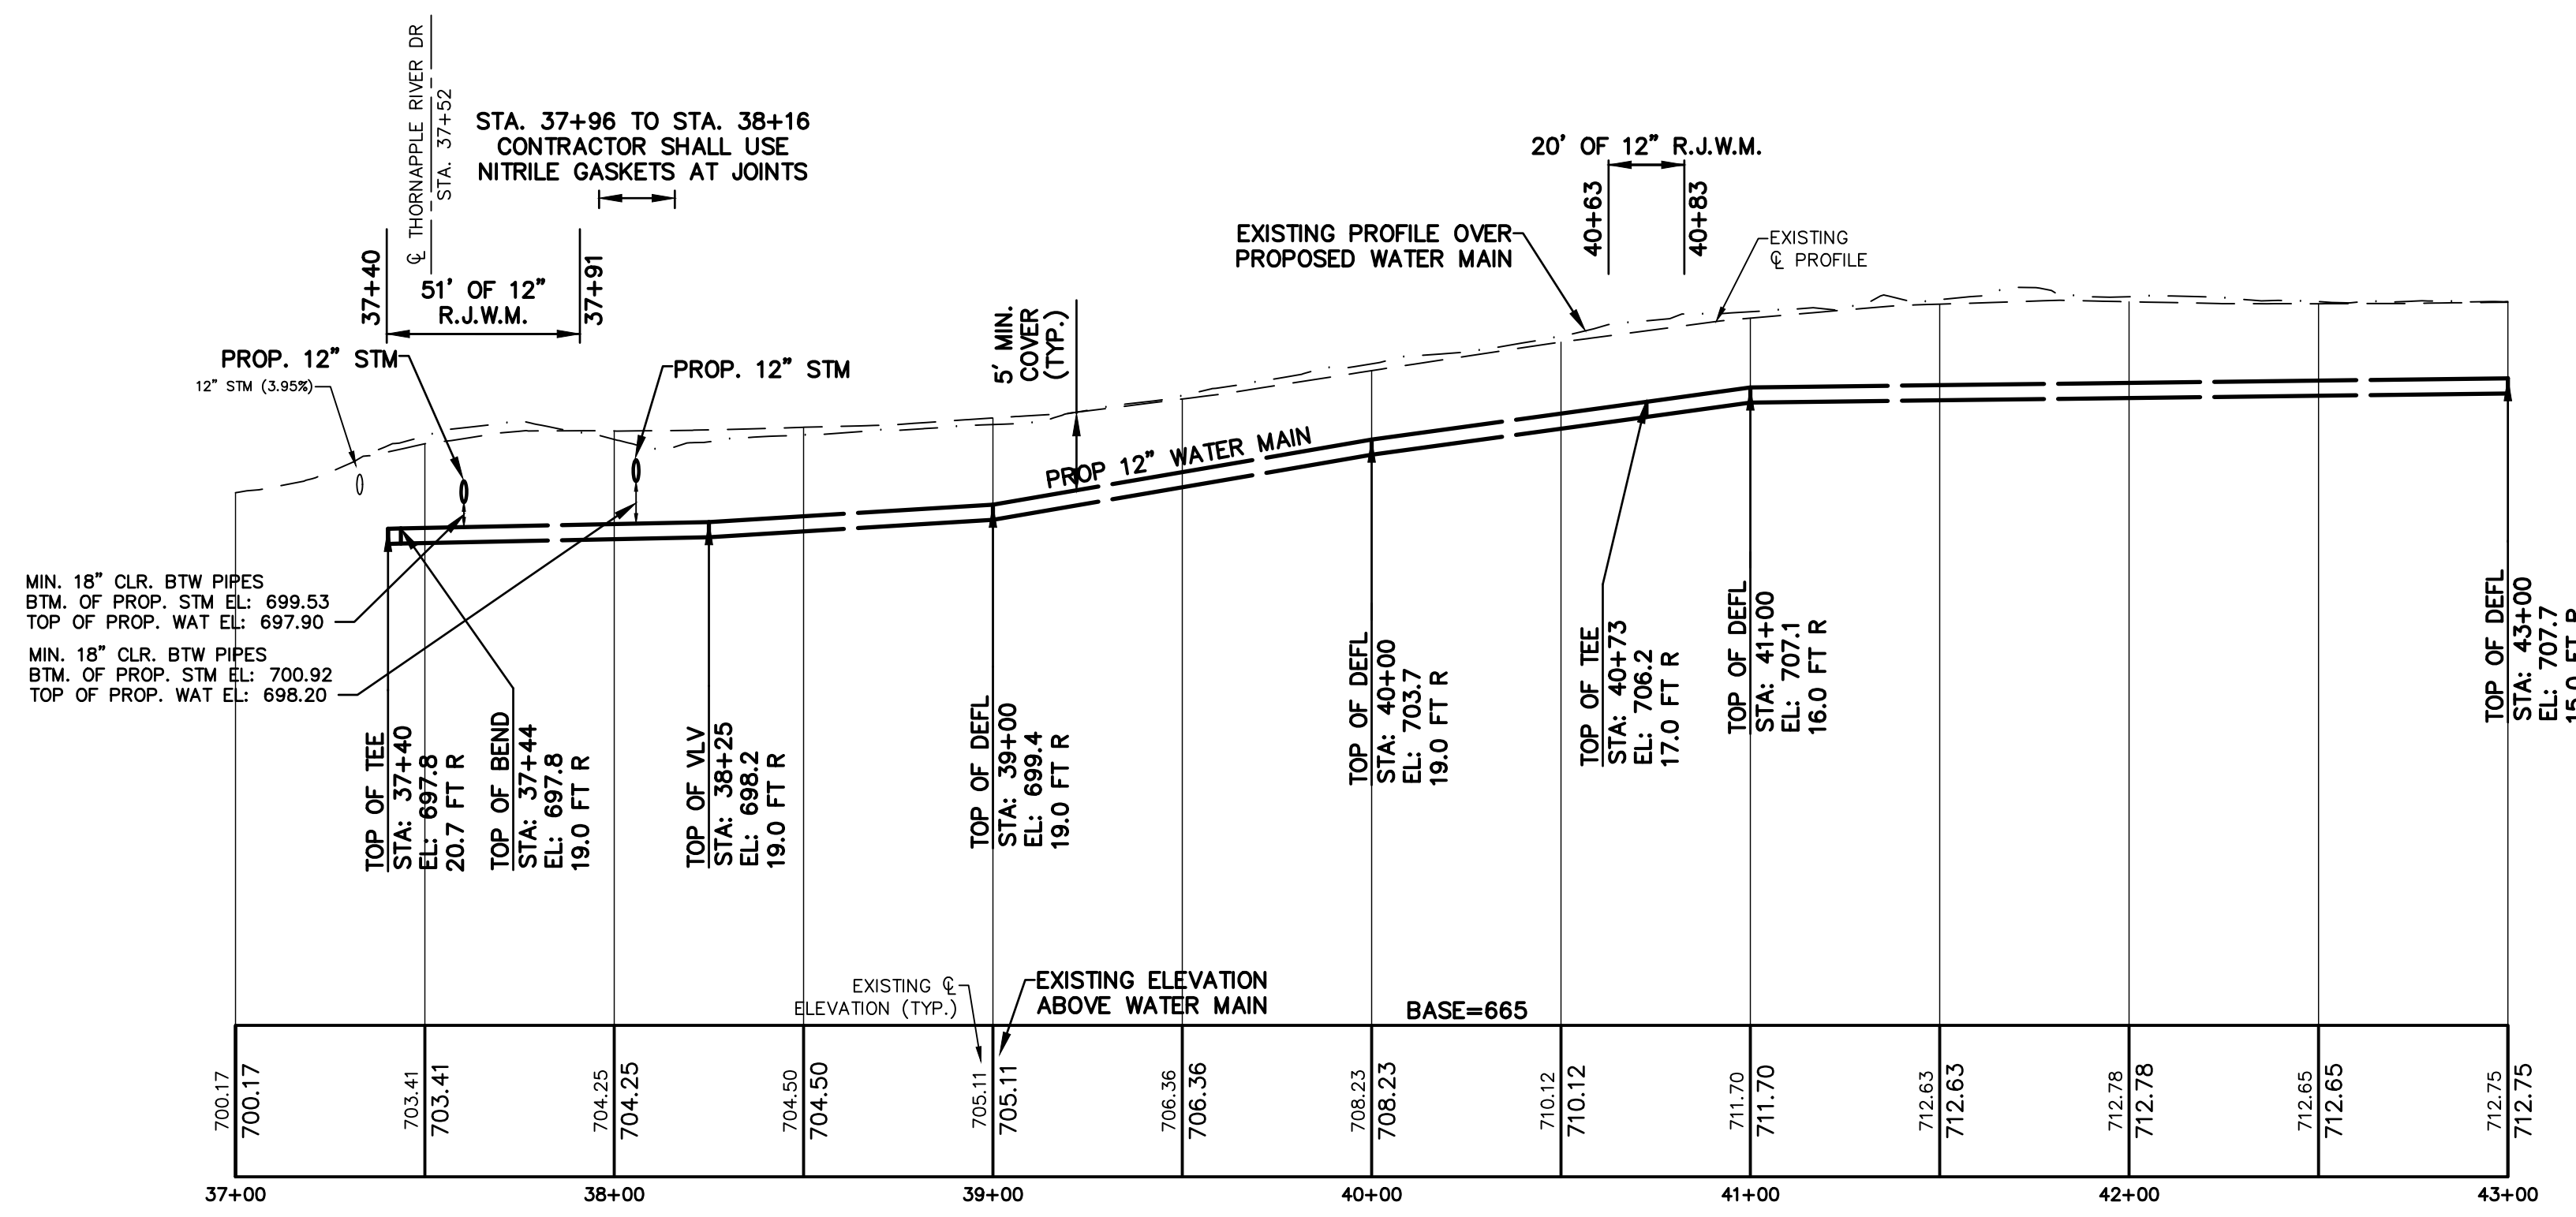 ℄ THORNAPPLE RIVER DR
STA. 37+52
STA. 37+96 TO STA. 38+16
CONTRACTOR SHALL USE
NITRILE GASKETS AT JOINTS
37+40
51' OF 12"
R.J.W.M.
37+91
PROP. 12" STM
12" STM (3.95%)
PROP. 12" STM
5' MIN.
COVER
(TYP.)
PROP 12" WATER MAIN
EXISTING PROFILE OVER
PROPOSED WATER MAIN
20' OF 12" R.J.W.M.
40+63
40+83
EXISTING
℄ PROFILE
MIN. 18" CLR. BTW PIPES
BTM. OF PROP. STM EL: 699.53
TOP OF PROP. WAT EL: 697.90
MIN. 18" CLR. BTW PIPES
BTM. OF PROP. STM EL: 700.92
TOP OF PROP. WAT EL: 698.20
TOP OF TEE
STA: 37+40
EL: 697.8
20.7 FT R
TOP OF BEND
STA: 37+44
EL: 697.8
19.0 FT R
TOP OF VLV
STA: 38+25
EL: 698.2
19.0 FT R
TOP OF DEFL
STA: 39+00
EL: 699.4
19.0 FT R
TOP OF DEFL
STA: 40+00
EL: 703.7
19.0 FT R
TOP OF TEE
STA: 40+73
EL: 706.2
17.0 FT R
TOP OF DEFL
STA: 41+00
EL: 707.1
16.0 FT R
TOP OF DEFL
STA: 43+00
EL: 707.7
15.0 FT R
EXISTING ℄
ELEVATION (TYP.)
EXISTING ELEVATION
ABOVE WATER MAIN
BASE=665
700.17
700.17
703.41
703.41
704.25
704.25
704.50
704.50
705.11
705.11
706.36
706.36
708.23
708.23
710.12
710.12
711.70
711.70
712.63
712.63
712.78
712.78
712.65
712.65
712.75
712.75
37+00
38+00
39+00
40+00
41+00
42+00
43+00